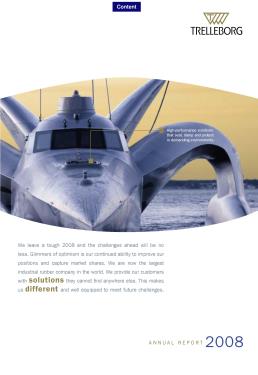 Content
TRELLEBORG
High-performance solutions
that seal, damp and protect
in demanding environments.
We leave a tough 2008 and the challenges ahead will be no
less. Glimmers of optimism is our continued ability to improve our
positions and capture market shares. We are now the largest
industrial rubber company in the world. We provide our customers
with solutions they cannot find anywhere else. This makes
us different and well equipped to meet future challenges.
ANNUAL REPORT 2008